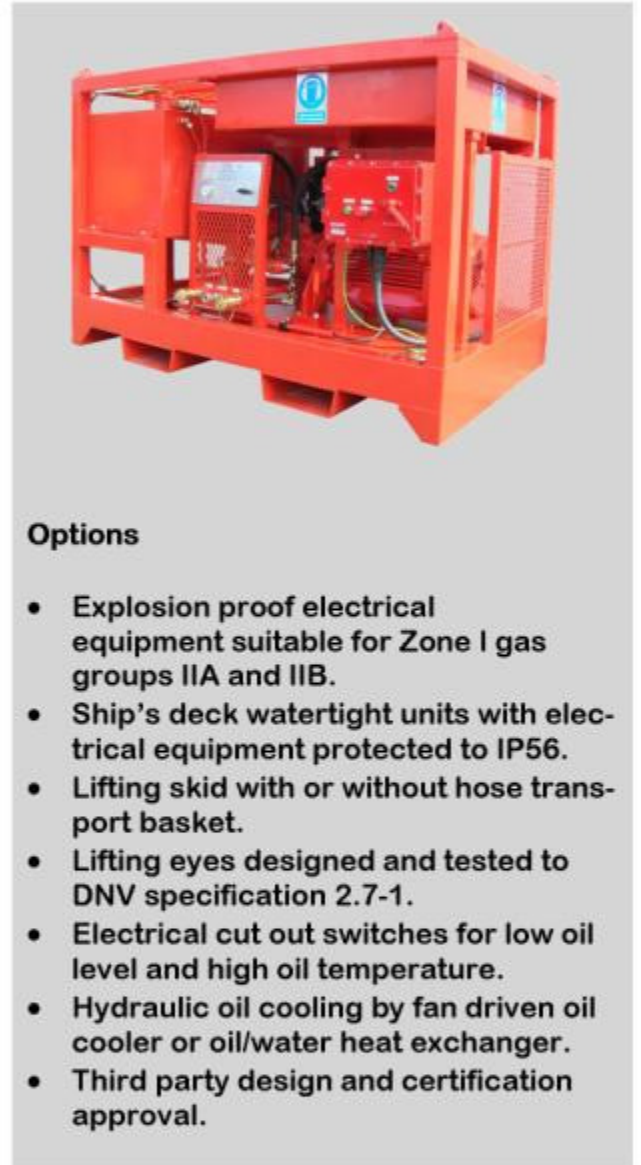 Options
• Explosion proof electrical
equipment suitable for Zone I gas
groups IIA and IIB.
• Ship's deck watertight units with elec-
trical equipment protected to IP56.
• Lifting skid with or without hose trans-
port basket.
• Lifting eyes designed and tested to
DNV specification 2.7-1.
• Electrical cut out switches for low oil
level and high oil temperature.
• Hydraulic oil cooling by fan driven oil
cooler or oil/water heat exchanger.
• Third party design and certification
approval.